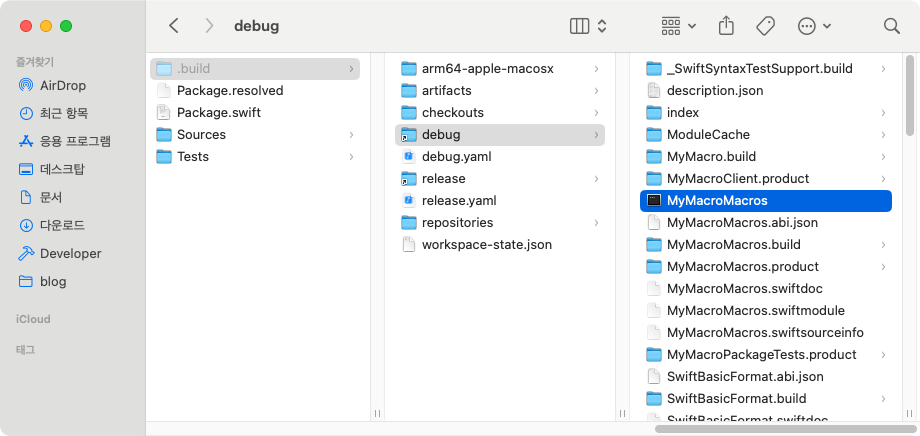 debug
즐겨찾기
AirDrop
최근 항목
응용 프로그램
데스크탑
문서
다운로드
Developer
blog
iCloud
태그
.build
Package.resolved
Package.swift
Sources
Tests
arm64-apple-macosx
artifacts
checkouts
debug
debug.yaml
release
release.yaml
repositories
workspace-state.json
_SwiftSyntaxTestSupport.build
description.json
index
ModuleCache
MyMacro.build
MyMacroClient.product
MyMacroMacros
MyMacroMacros.abi.json
MyMacroMacros.build
MyMacroMacros.product
MyMacroMacros.swiftdoc
MyMacroMacros.swiftmodule
MyMacroMacros.swiftsourceinfo
MyMacroPackageTests.product
SwiftBasicFormat.abi.json
SwiftBasicFormat.build
SwiftBasicFormat.swiftdoc